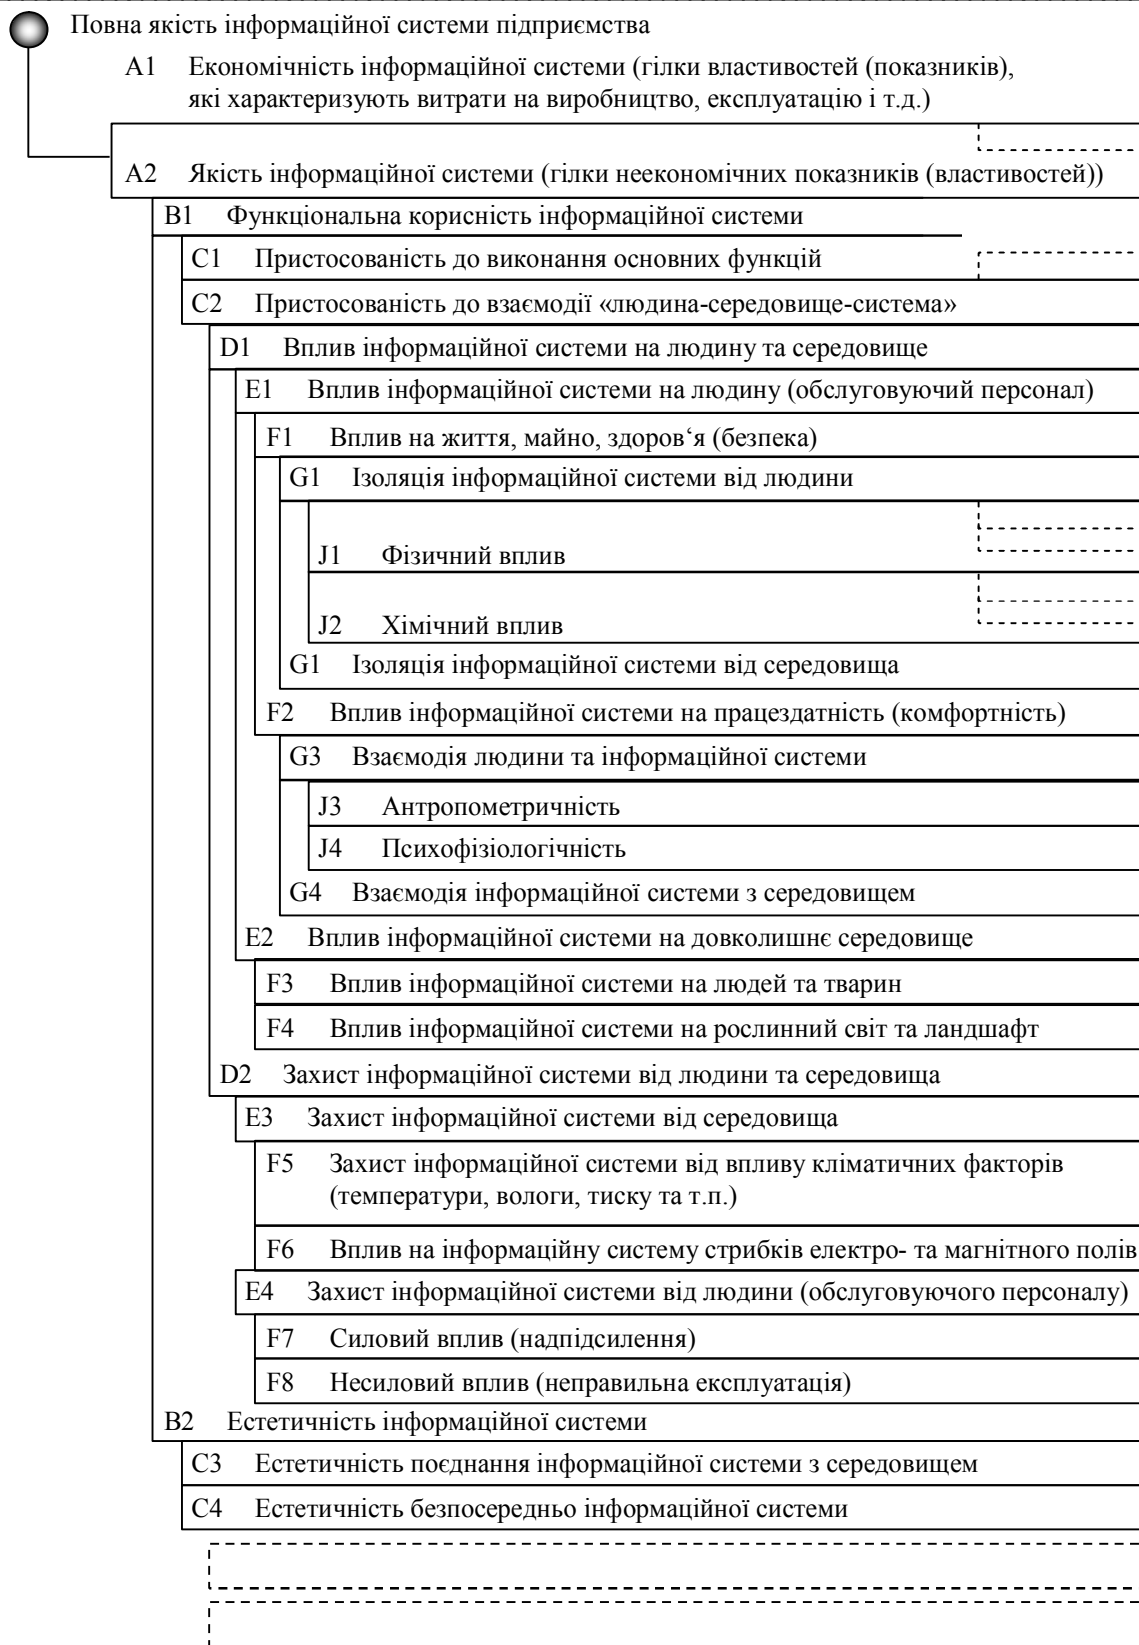 Повна якість інформаційної системи підприємства
A1 Економічність інформаційної системи (гілки властивостей (показників),
які характеризують витрати на виробництво, експлуатацію і т.д.)
A2 Якість інформаційної системи (гілки неекономічних показників (властивостей))
B1 Функціональна корисність інформаційної системи
C1 Пристосованість до виконання основних функцій
C2 Пристосованість до взаємодії «людина-середовище-система»
D1 Вплив інформаційної системи на людину та середовище
E1 Вплив інформаційної системи на людину (обслуговуючий персонал)
F1 Вплив на життя, майно, здоров‘я (безпека)
G1 Ізоляція інформаційної системи від людини
J1 Фізичний вплив
J2 Хімічний вплив
G1 Ізоляція інформаційної системи від середовища
F2 Вплив інформаційної системи на працездатність (комфортність)
G3 Взаємодія людини та інформаційної системи
J3 Антропометричність
J4 Психофізіологічність
G4 Взаємодія інформаційної системи з середовищем
E2 Вплив інформаційної системи на довколишнє середовище
F3 Вплив інформаційної системи на людей та тварин
F4 Вплив інформаційної системи на рослинний світ та ландшафт
D2 Захист інформаційної системи від людини та середовища
E3 Захист інформаційної системи від середовища
F5 Захист інформаційної системи від впливу кліматичних факторів
(температури, вологи, тиску та т.п.)
F6 Вплив на інформаційну систему стрибків електро- та магнітного полів
E4 Захист інформаційної системи від людини (обслуговуючого персоналу)
F7 Силовий вплив (надпідсилення)
F8 Несиловий вплив (неправильна експлуатація)
B2 Естетичність інформаційної системи
C3 Естетичність поєднання інформаційної системи з середовищем
C4 Естетичність безпосередньо інформаційної системи